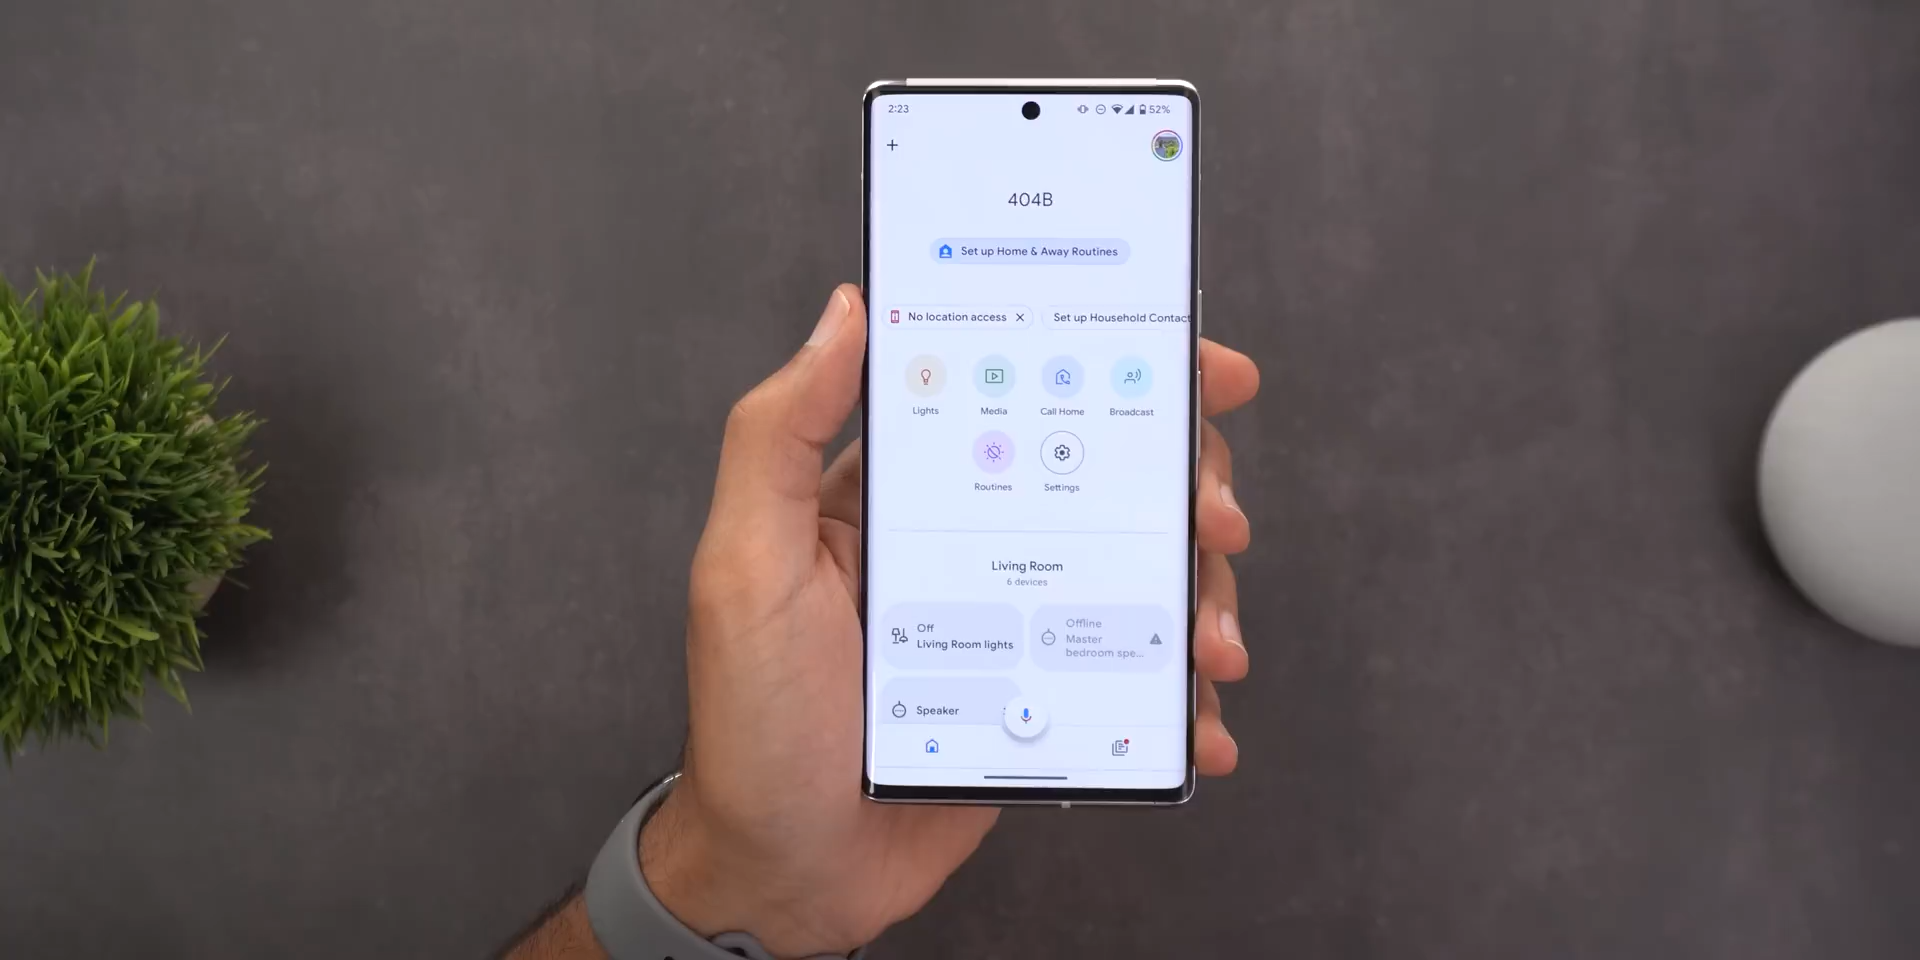 2:23
52%
404B
Set up Home & Away Routines
No location access
Set up Household Contact
Lights
Media
Call Home
Broadcast
Routines
Settings
Living Room
6 devices
Off
Living Room lights
Offline
Master
bedroom spe...
Speaker